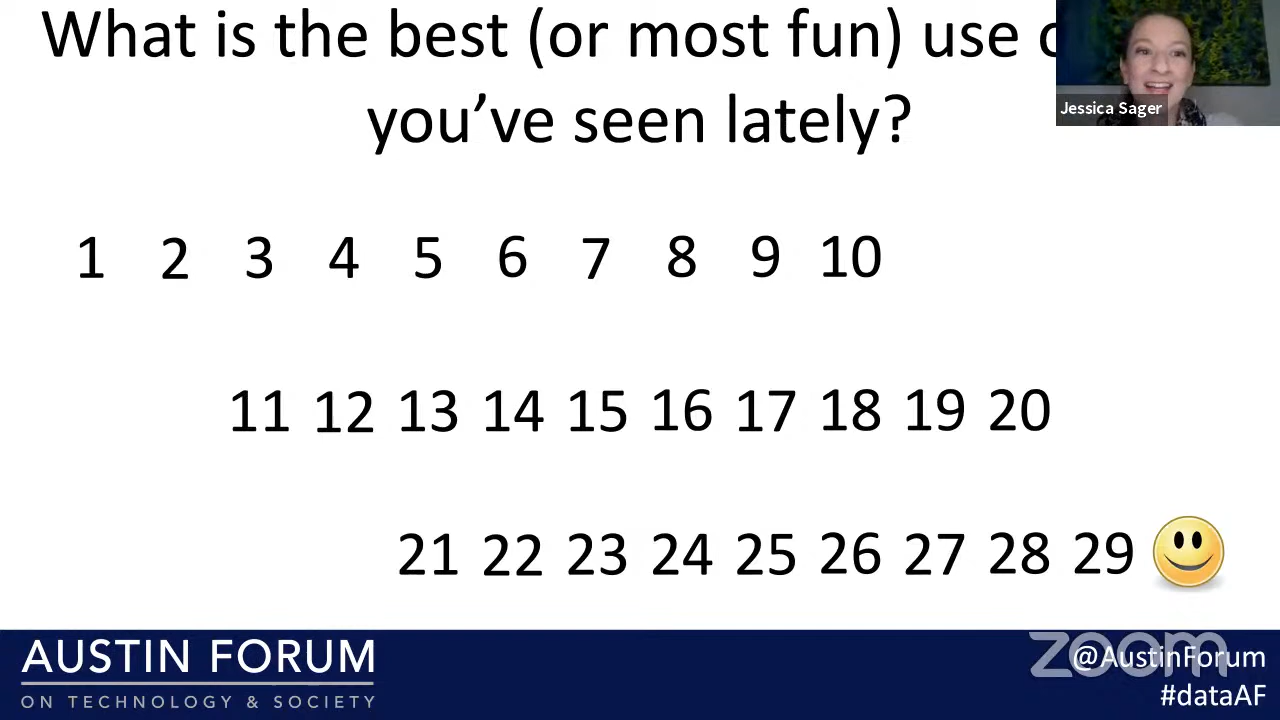 What is the best (or most fun) use
you’ve seen lately?
Jessica Sager
1 2 3 4 5 6 7 8 9 10
11 12 13 14 15 16 17 18 19 20
21 22 23 24 25 26 27 28 29
AUSTIN FORUM
ON TECHNOLOGY & SOCIETY
zoom
@AustinForum
#dataAF